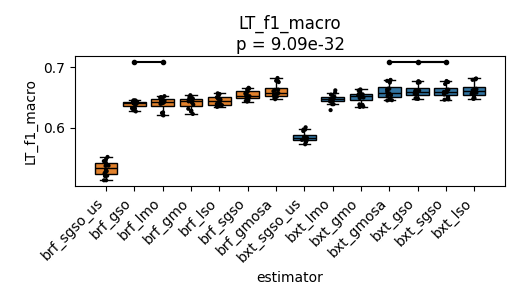 LT_f1_macro
p = 9.09e-32
LT_f1_macro
0.7
0.6
brf_sgso_us
brf_gso
brf_lmo
brf_gmo
brf_lso
brf_sgso
brf_gmosa
bxt_sgso_us
bxt_lmo
bxt_gmo
bxt_gmosa
bxt_gso
bxt_sgso
bxt_lso
estimator